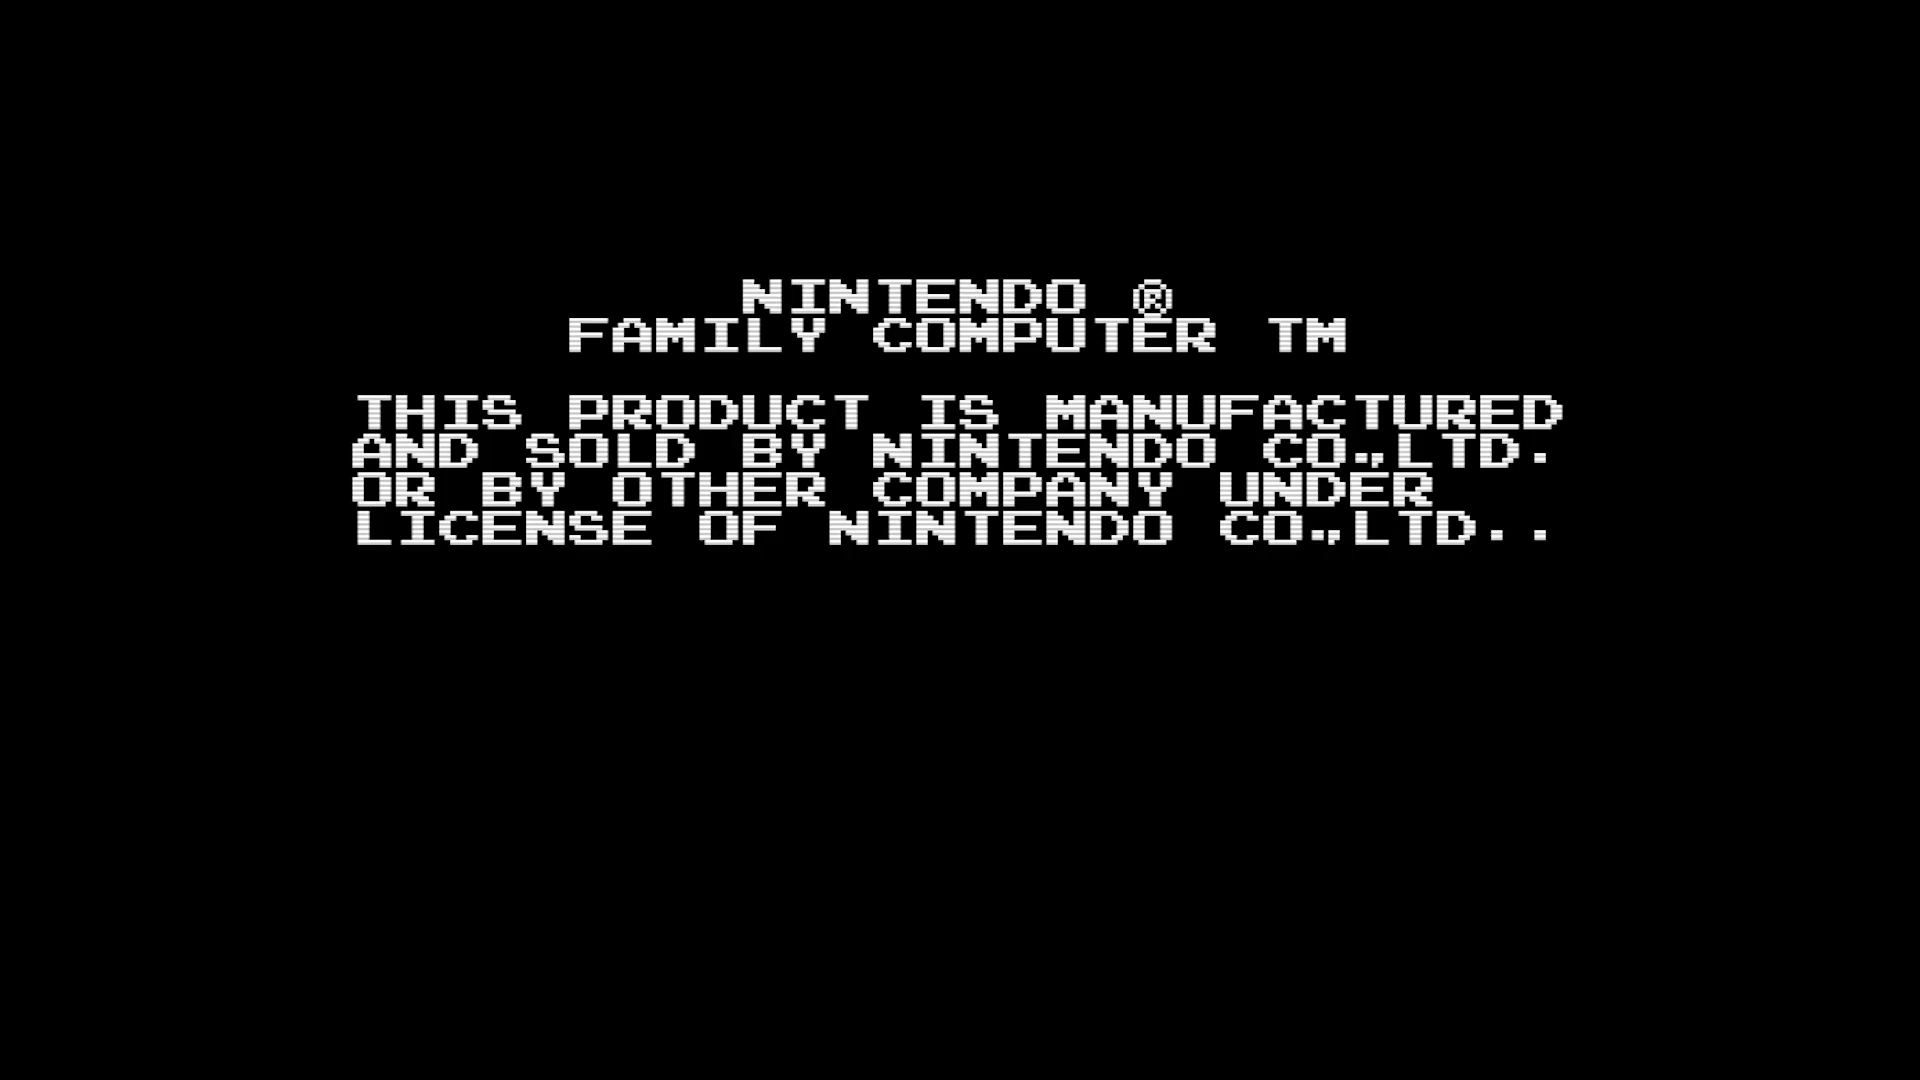 NINTENDO ®
FAMILY COMPUTER TM
THIS PRODUCT IS MANUFACTURED
AND SOLD BY NINTENDO CO.,LTD.
OR BY OTHER COMPANY UNDER
LICENSE OF NINTENDO CO.,LTD..